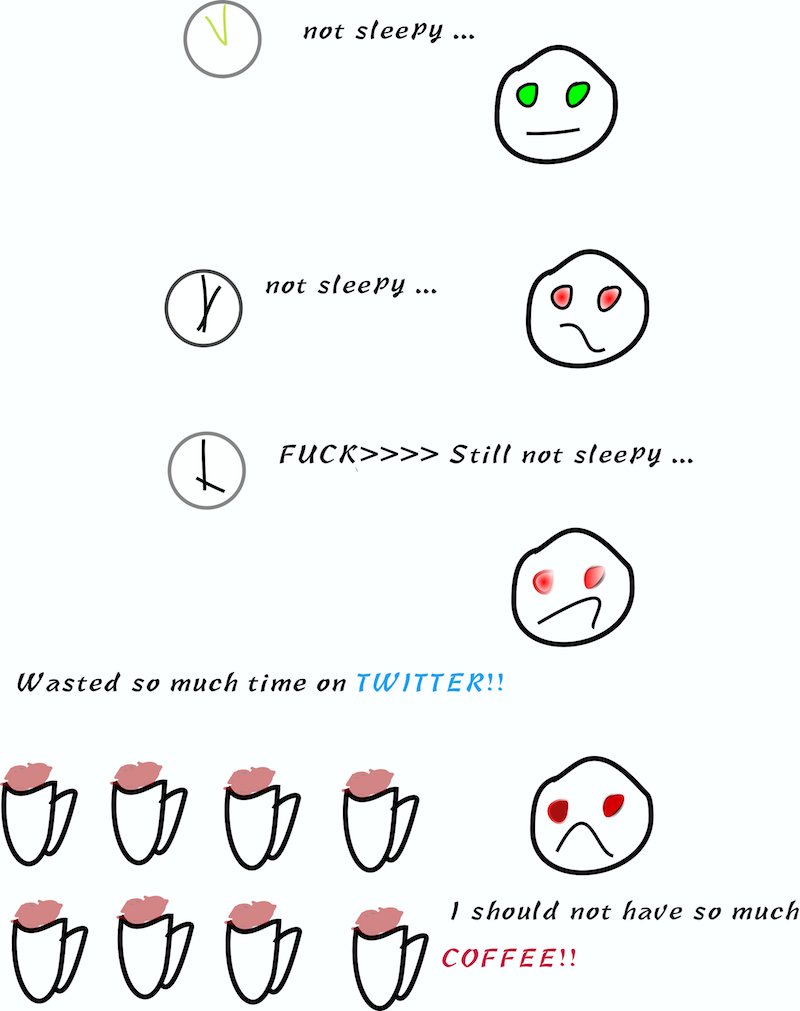 not sleepy ...
not sleepy ...
FUCK>>>> Still not sleepy ...
Wasted so much time on TWITTER!!
I should not have so much
COFFEE!!